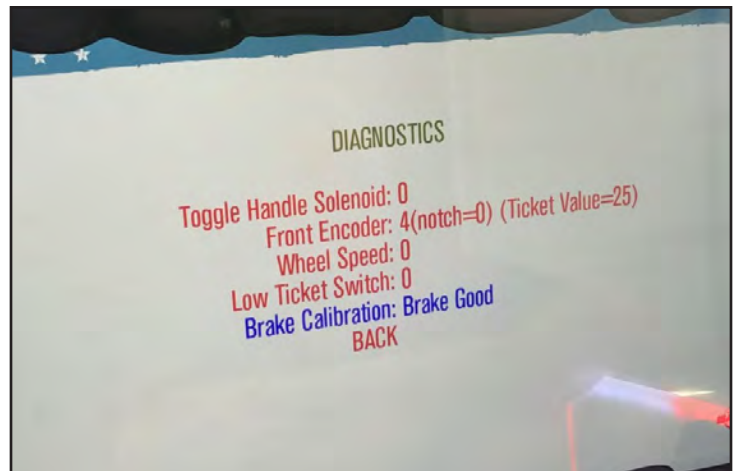 DIAGNOSTICS
Toggle Handle Solenoid: 0
Front Encoder: 4(notch=0) (Ticket Value=25)
Wheel Speed: 0
Low Ticket Switch: 0
Brake Calibration: Brake Good
BACK